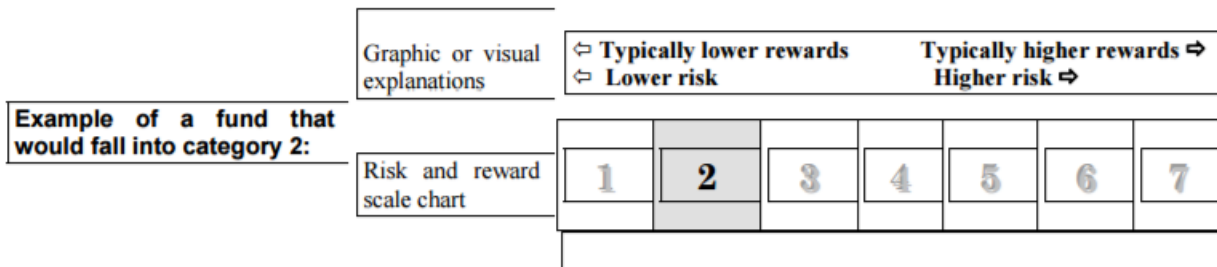 Graphic or visual
explanations
⇦ Typically lower rewards Typically higher rewards ⇨
⇦ Lower risk Higher risk ⇨
Example of a fund that
would fall into category 2:
Risk and reward
scale chart
1 2 3 4 5 6 7